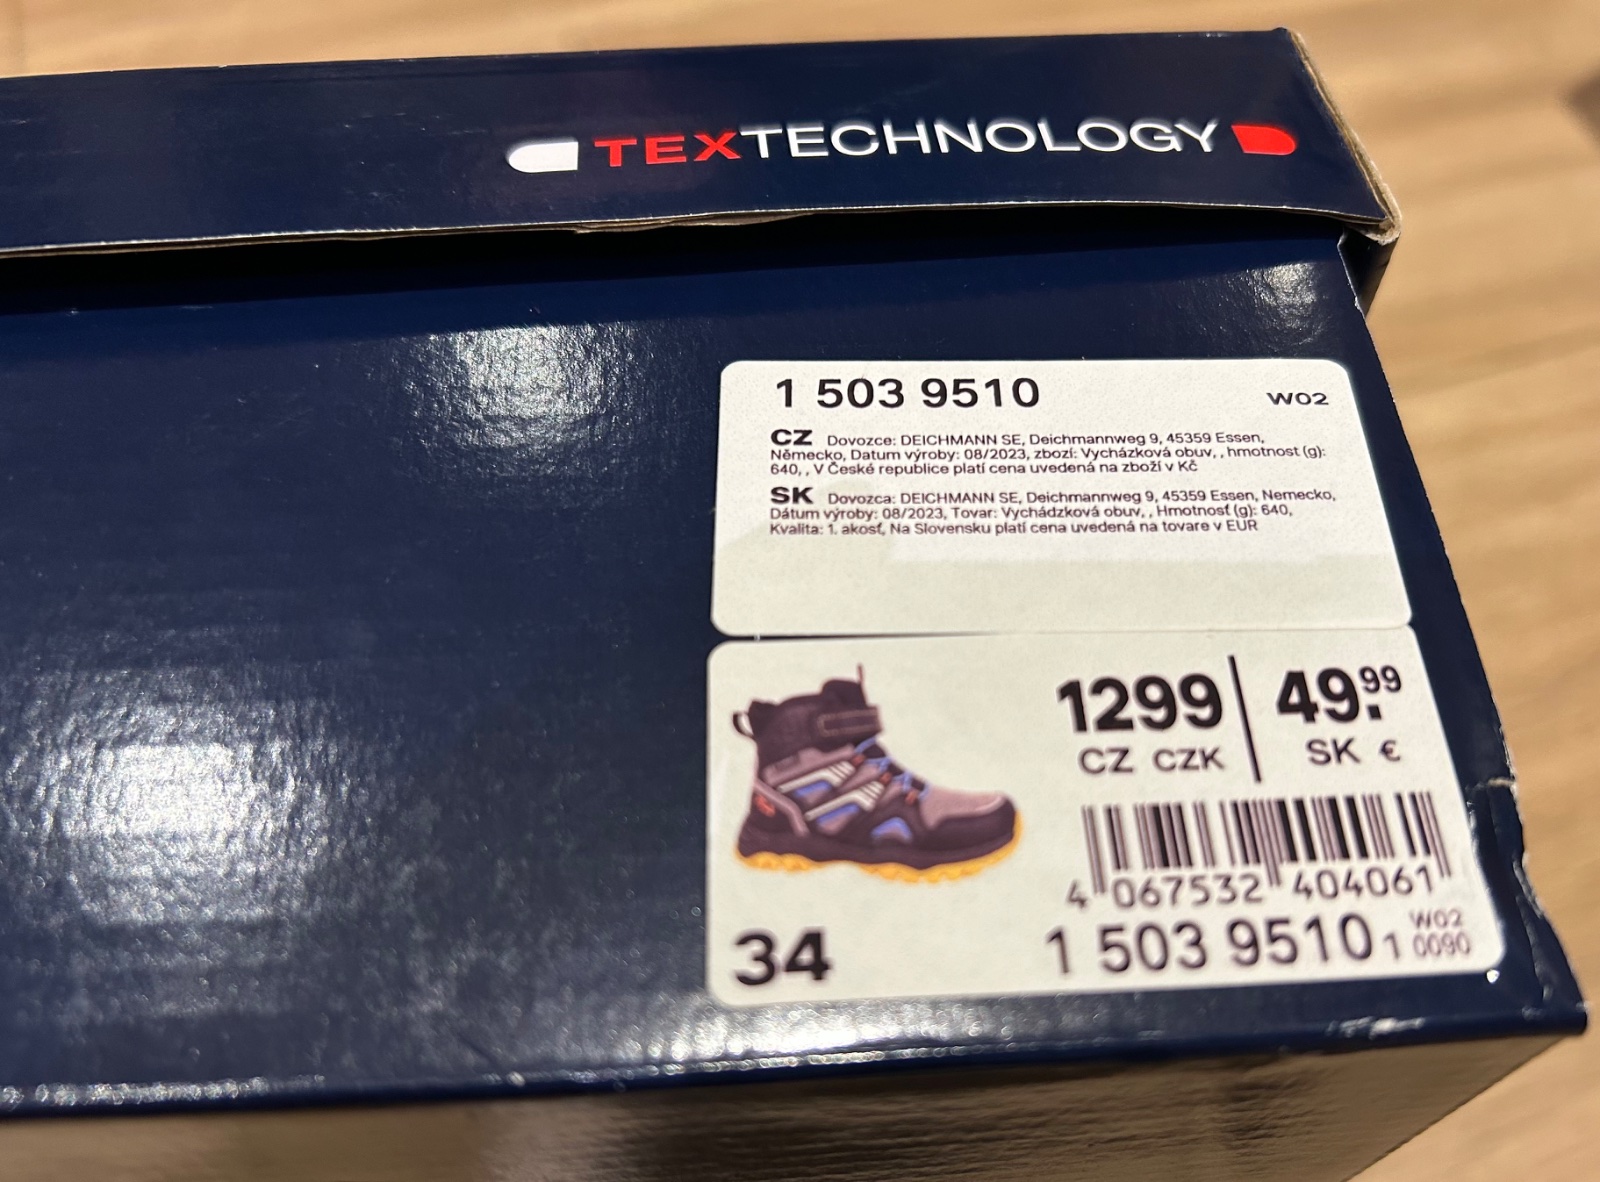 TEXTECHNOLOGY
1 503 9510 W02
CZ Dovozce: DEICHMANN SE, Deichmannweg 9, 45359 Essen,
Německo, Datum výroby: 08/2023, zbozí: Vycházková obuv, , hmotnost (g):
640, , V České republice platí cena uvedená na zboží v Kč
SK Dovozca: DEICHMANN SE, Deichmannweg 9, 45359 Essen, Nemecko,
Dátum výroby: 08/2023, Tovar: Vychádzková obuv, , Hmotnosť (g): 640,
Kvalita: 1. akosť, Na Slovensku platí cena uvedená na tovare v EUR
1299 49.99
CZ CZK SK €
4 067532 404061
34
1 503 9510 1 W02 0090